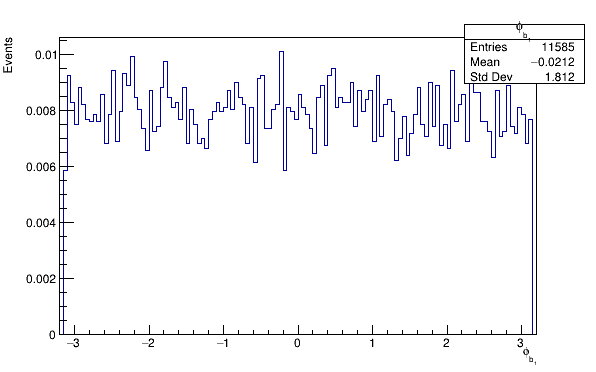 ϕ_b₁
Entries 11585
Mean −0.0212
Std Dev 1.812
Events
0.01
0.008
0.006
0.004
0.002
0
−3 −2 −1 0 1 2 3
ϕ_b₁